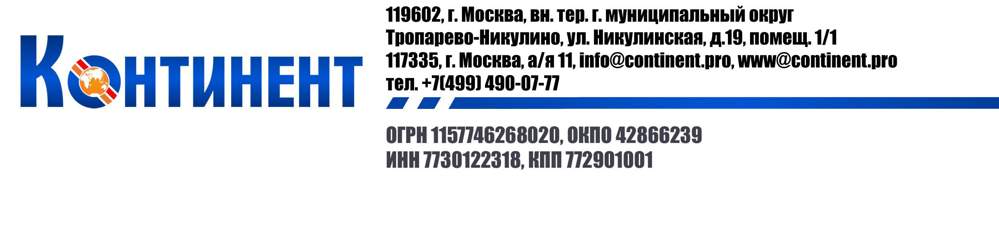 Континент
119602, г. Москва, вн. тер. г. муниципальный округ
Тропарево-Никулино, ул. Никулинская, д.19, помещ. 1/1
117335, г. Москва, а/я 11, info@continent.pro, www@continent.pro
тел. +7(499) 490-07-77
ОГРН 1157746268020, ОКПО 42866239
ИНН 7730122318, КПП 772901001